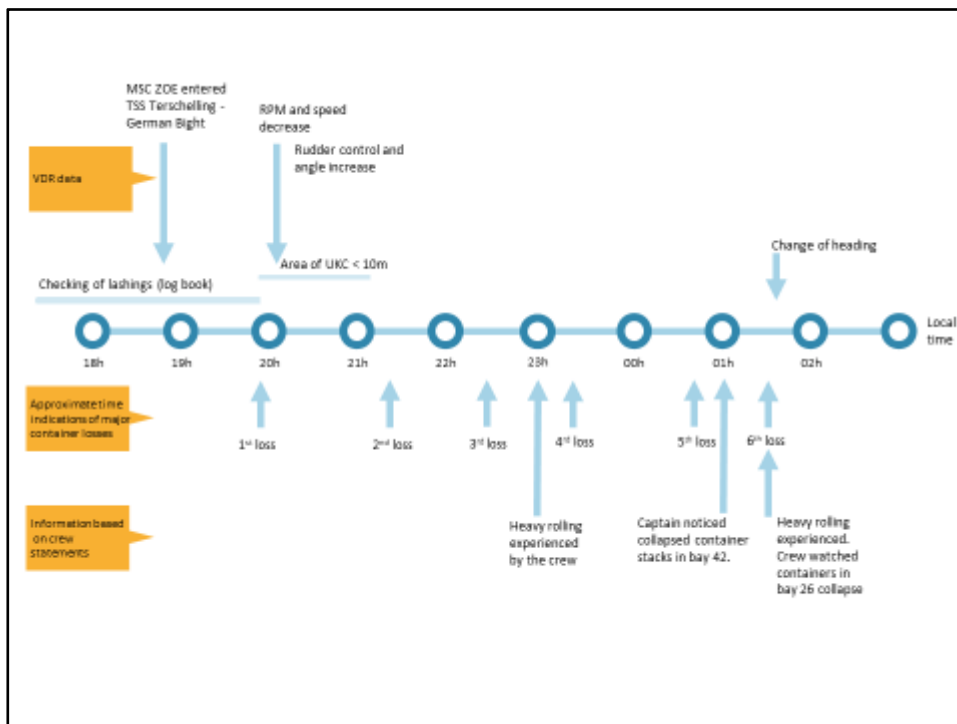 MSC ZOE entered
TSS Terschelling -
German Bight
RPM and speed
decrease
Rudder control and
angle increase
VDR data
Change of heading
Area of UKC < 10m
Checking of lashings (log book)
Local
time
18h
19h
20h
21h
22h
23h
00h
01h
02h
Approximate time
indications of major
container losses
1st loss
2nd loss
3rd loss
4th loss
5th loss
6th loss
Information based
on crew
statements
Heavy rolling
experienced
by the crew
Captain noticed
collapsed container
stacks in bay 42.
Heavy rolling
experienced.
Crew watched
containers in
bay 26 collapse